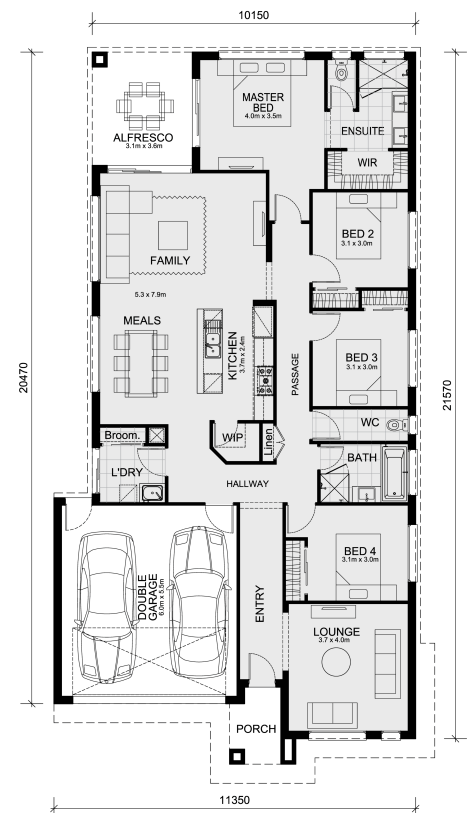 10150
MASTER
BED
4.0m x 3.5m
ENSUITE
ALFRESCO
3.1m x 3.6m
WIR
BED 2
3.1 x 3.0m
FAMILY
5.3 x 7.9m
MEALS
KITCHEN
3.7m x 2.4m
PASSAGE
BED 3
3.1 x 3.0m
20470
21570
WC
Broom.
WIP
Linen
BATH
L'DRY
HALLWAY
BED 4
3.1m x 3.0m
DOUBLE
GARAGE
6.0m x 5.5m
ENTRY
LOUNGE
3.7 x 4.0m
PORCH
11350